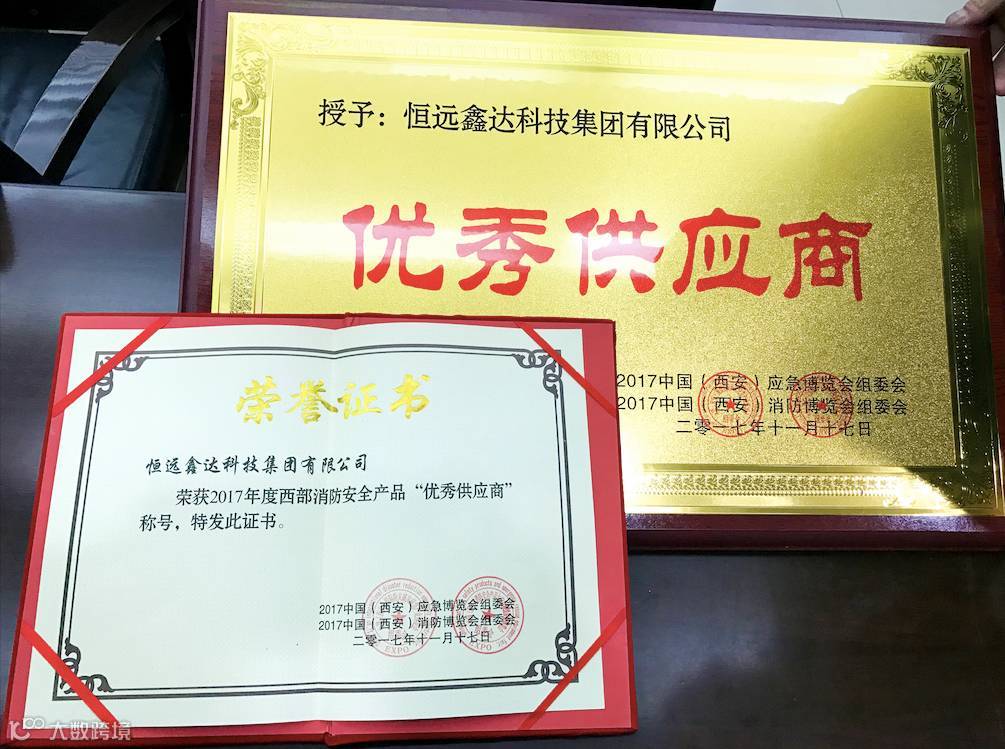 授予：恒远鑫达科技集团有限公司
优秀供应商
2017中国（西安）应急博览会组委会
2017中国（西安）消防博览会组委会
二零一七年十一月十七日
荣誉证书
恒远鑫达科技集团有限公司
荣获2017年度西部消防安全产品“优秀供应商”
称号，特发此证书。
2017中国（西安）应急博览会组委会
2017中国（西安）消防博览会组委会
二零一七年十一月十七日
EXPO
EXPO
大数跨境